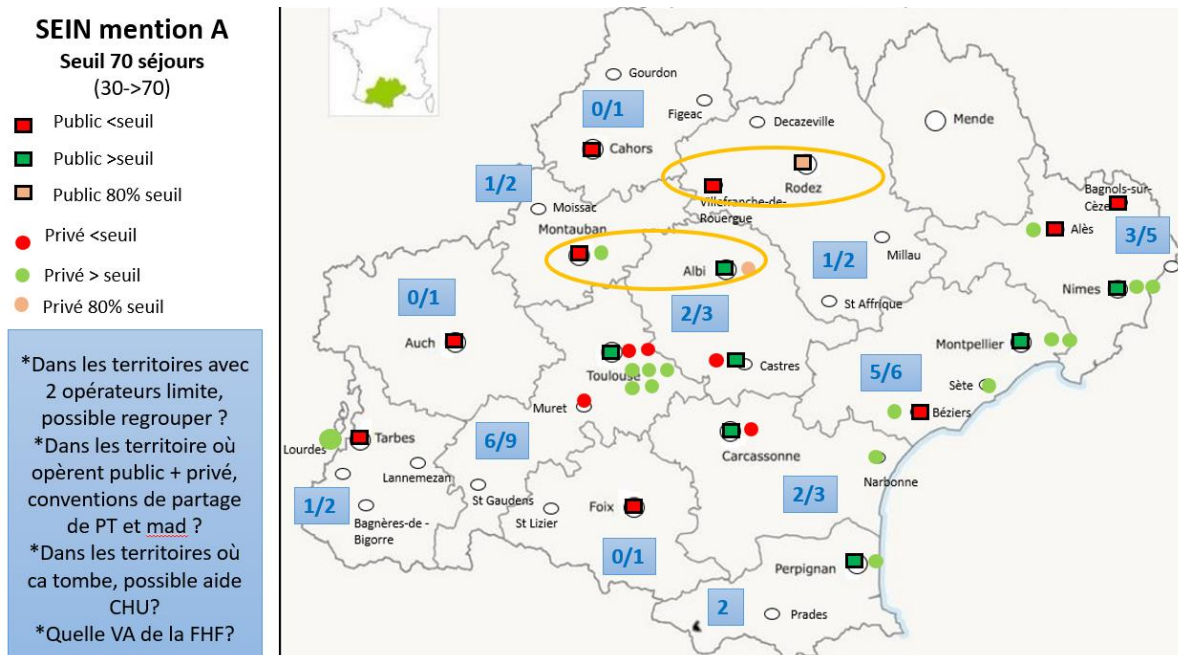 SEIN mention A
Seuil 70 séjours
(30->70)
Public <seuil
Public >seuil
Public 80% seuil
Privé <seuil
Privé > seuil
Privé 80% seuil
*Dans les territoires avec
2 opérateurs limite,
possible regrouper ?
*Dans les territoire où
opèrent public + privé,
conventions de partage
de PT et mad ?
*Dans les territoires où
ca tombe, possible aide
CHU?
*Quelle VA de la FHF?
Gourdon
0/1
Figeac
Cahors
Decazeville
Mende
1/2
Rodez
Villefranche-de-
Rouergue
Bagnols-sur-
Cèze
Moissac
Montauban
Alès
3/5
Millau
1/2
Albi
Nimes
0/1
St Affrique
2/3
Auch
Montpellier
Toulouse
Castres
5/6
Sète
Muret
Béziers
Tarbes
Lourdes
Carcassonne
Narbonne
6/9
Lannemezan
St Gaudens
2/3
1/2
Bagnères-de -
Bigorre
St Lizier
Foix
0/1
Perpignan
2
Prades